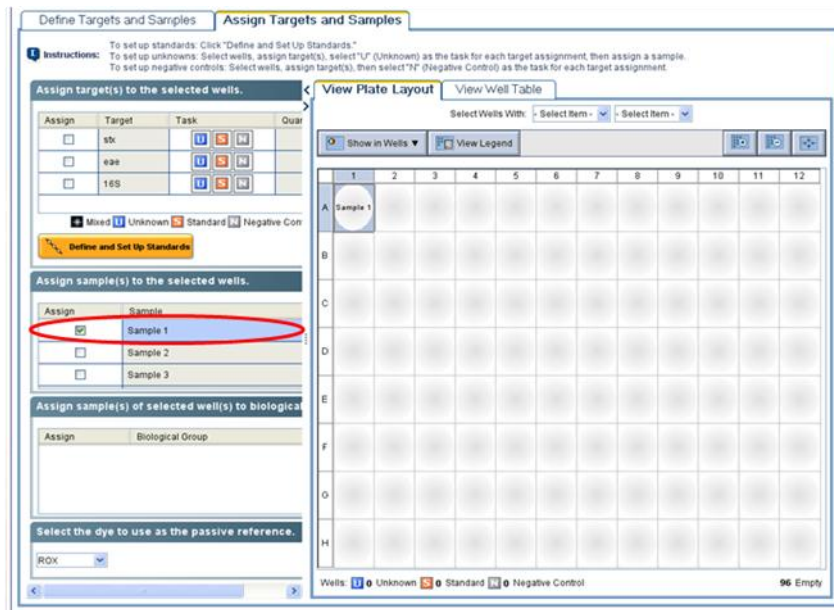 Define Targets and Samples
Assign Targets and Samples
Instructions:
To set up standards: Click "Define and Set Up Standards."
To set up unknowns: Select wells, assign target(s), select "U" (Unknown) as the task for each target assignment, then assign a sample.
To set up negative controls: Select wells, assign target(s), then select "N" (Negative Control) as the task for each target assignment.
Assign target(s) to the selected wells.
Assign Target Task Quan
stx U S N
eae U S N
16S U S N
Mixed U Unknown S Standard N Negative Con
Define and Set Up Standards
Assign sample(s) to the selected wells.
Assign Sample
Sample 1
Sample 2
Sample 3
Assign sample(s) of selected well(s) to biological
Assign Biological Group
Select the dye to use as the passive reference.
ROX
View Plate Layout
View Well Table
Select Wells With: - Select Item - - Select Item -
Show in Wells ▼ View Legend
1 2 3 4 5 6 7 8 9 10 11 12
A Sample 1
B
C
D
E
F
G
H
Wells: U 0 Unknown S 0 Standard N 0 Negative Control 96 Empty